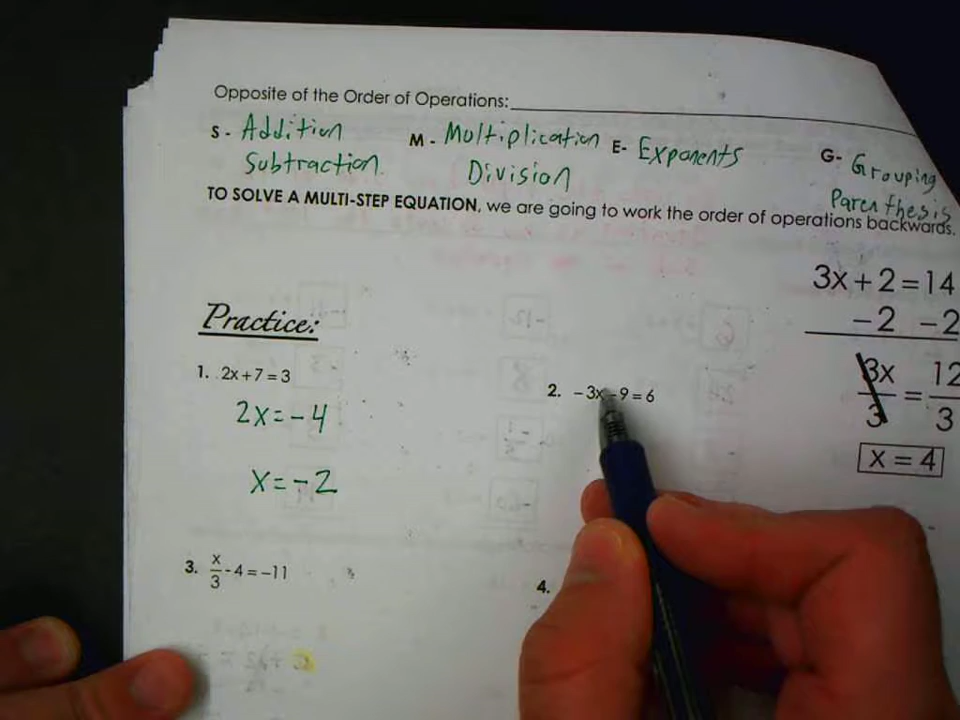 Opposite of the Order of Operations:
S - Addition
Subtraction
M - Multiplication
Division
E- Exponents
G- Grouping
Parenthesis
TO SOLVE A MULTI-STEP EQUATION, we are going to work the order of operations backwards.
3x + 2 = 14
-2 -2
3x/3 = 12/3
x = 4
Practice:
1. 2x + 7 = 3
2x = -4
x = -2
2. -3x - 9 = 6
3. x/3 - 4 = -11
4.